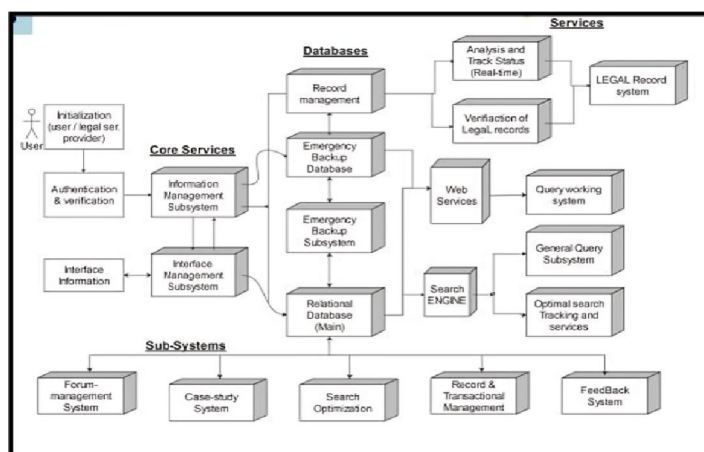 Services
Databases
Analysis and
Track Status
(Real-time)
LEGAL Record
system
Record
management
Verifiaction of
LegaL records
Initialization
(user / legal ser.
provider)
User
Core Services
Emergency
Backup
Database
Authentication
& verification
Information
Management
Subsystem
Web
Services
Query working
system
Emergency
Backup
Subsystem
General Query
Subsystem
Interface
Information
Interface
Management
Subsystem
Search
ENGINE
Relational
Database
(Main)
Optimal search
Tracking and
services
Sub-Systems
Forum-
management
System
Case-study
System
Search
Optimization
Record &
Transactional
Management
FeedBack
System